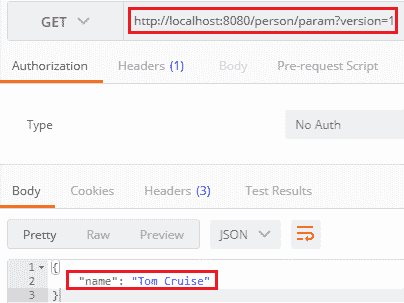 GET http://localhost:8080/person/param?version=1
Authorization Headers (1) Body Pre-request Script
Type No Auth
Body Cookies Headers (3) Test Results
Pretty Raw Preview JSON
1 {
2 "name": "Tom Cruise"
3 }